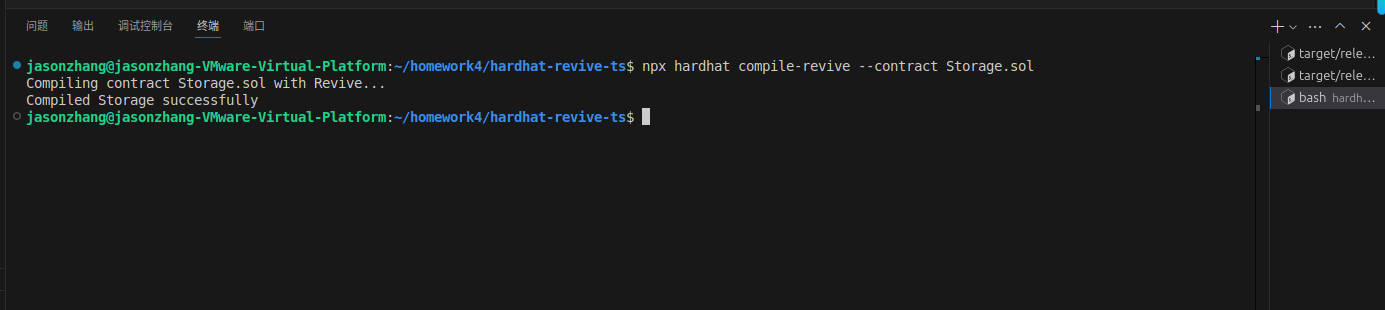 问题 输出 调试控制台 终端 端口
jasonzhang@jasonzhang-VMware-Virtual-Platform:~/homework4/hardhat-revive-ts$ npx hardhat compile-revive --contract Storage.sol
Compiling contract Storage.sol with Revive...
Compiled Storage successfully
jasonzhang@jasonzhang-VMware-Virtual-Platform:~/homework4/hardhat-revive-ts$
target/rele...
target/rele...
bash hardh...